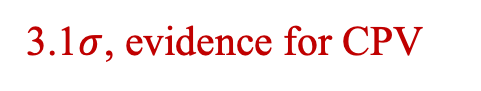 3.1σ, evidence for CPV